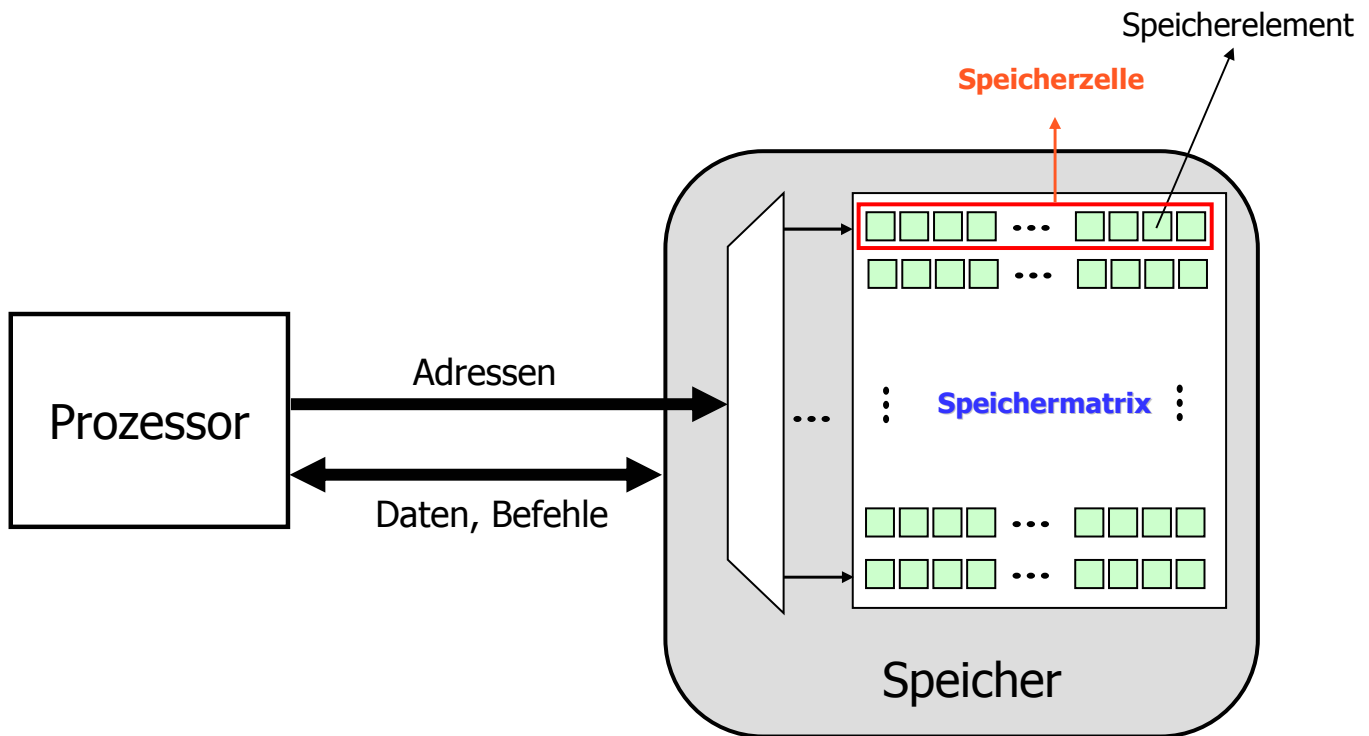 Speicherelement
Speicherzelle
Adressen
Prozessor
Speichermatrix
Daten, Befehle
Speicher